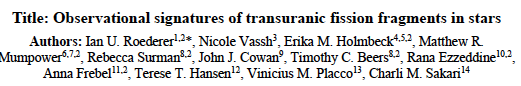 Title: Observational signatures of transuranic fission fragments in stars
Authors: Ian U. Roederer1,2*, Nicole Vassh3, Erika M. Holmbeck4,5,2, Matthew R.
Mumpower6,7,2, Rebecca Surman8,2, John J. Cowan9, Timothy C. Beers8,2, Rana Ezzeddine10,2,
Anna Frebel11,2, Terese T. Hansen12, Vinicius M. Placco13, Charli M. Sakari14